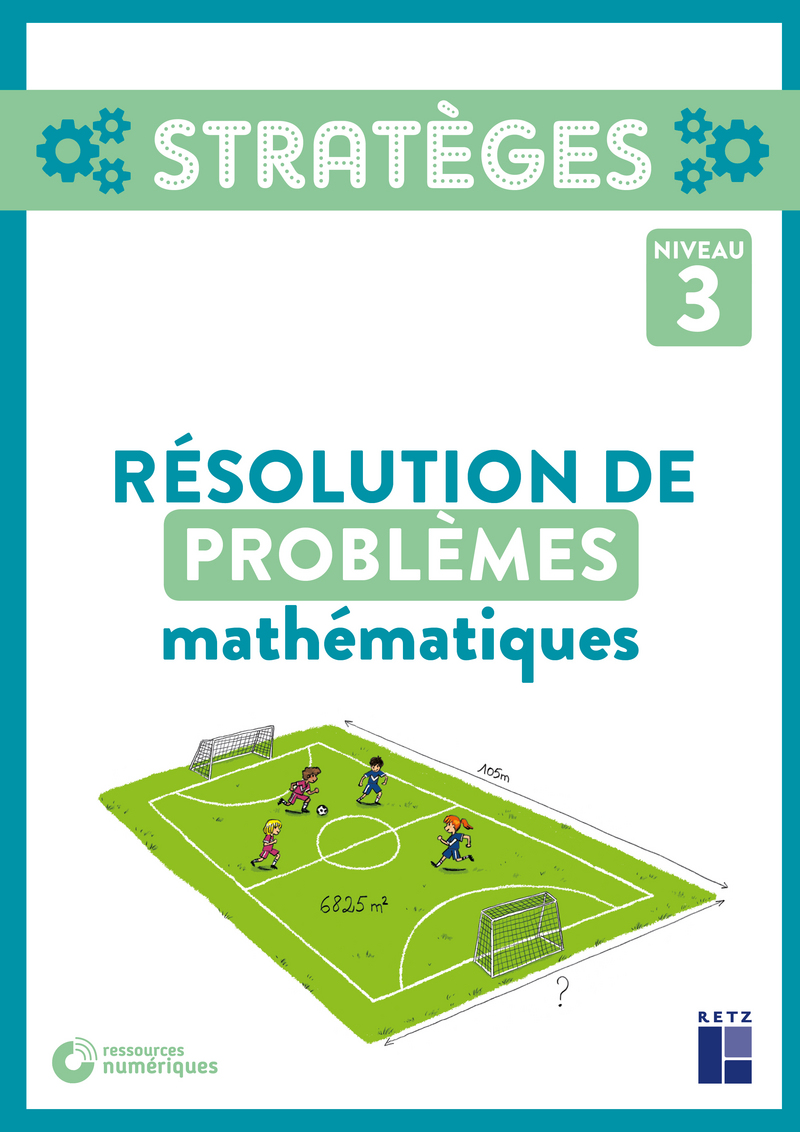 STRATÈGES
NIVEAU
3
RÉSOLUTION DE
PROBLÈMES
mathématiques
105m
6825 m²
?
RETZ
ressources
numériques